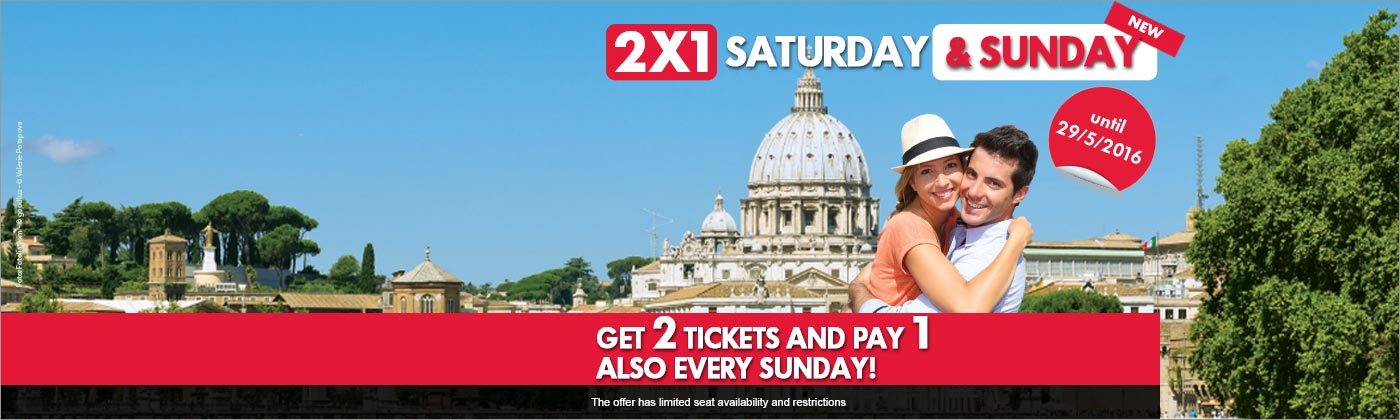 2X1 SATURDAY & SUNDAY
NEW
until
29/5/2016
GET 2 TICKETS AND PAY 1
ALSO EVERY SUNDAY!
The offer has limited seat availability and restrictions